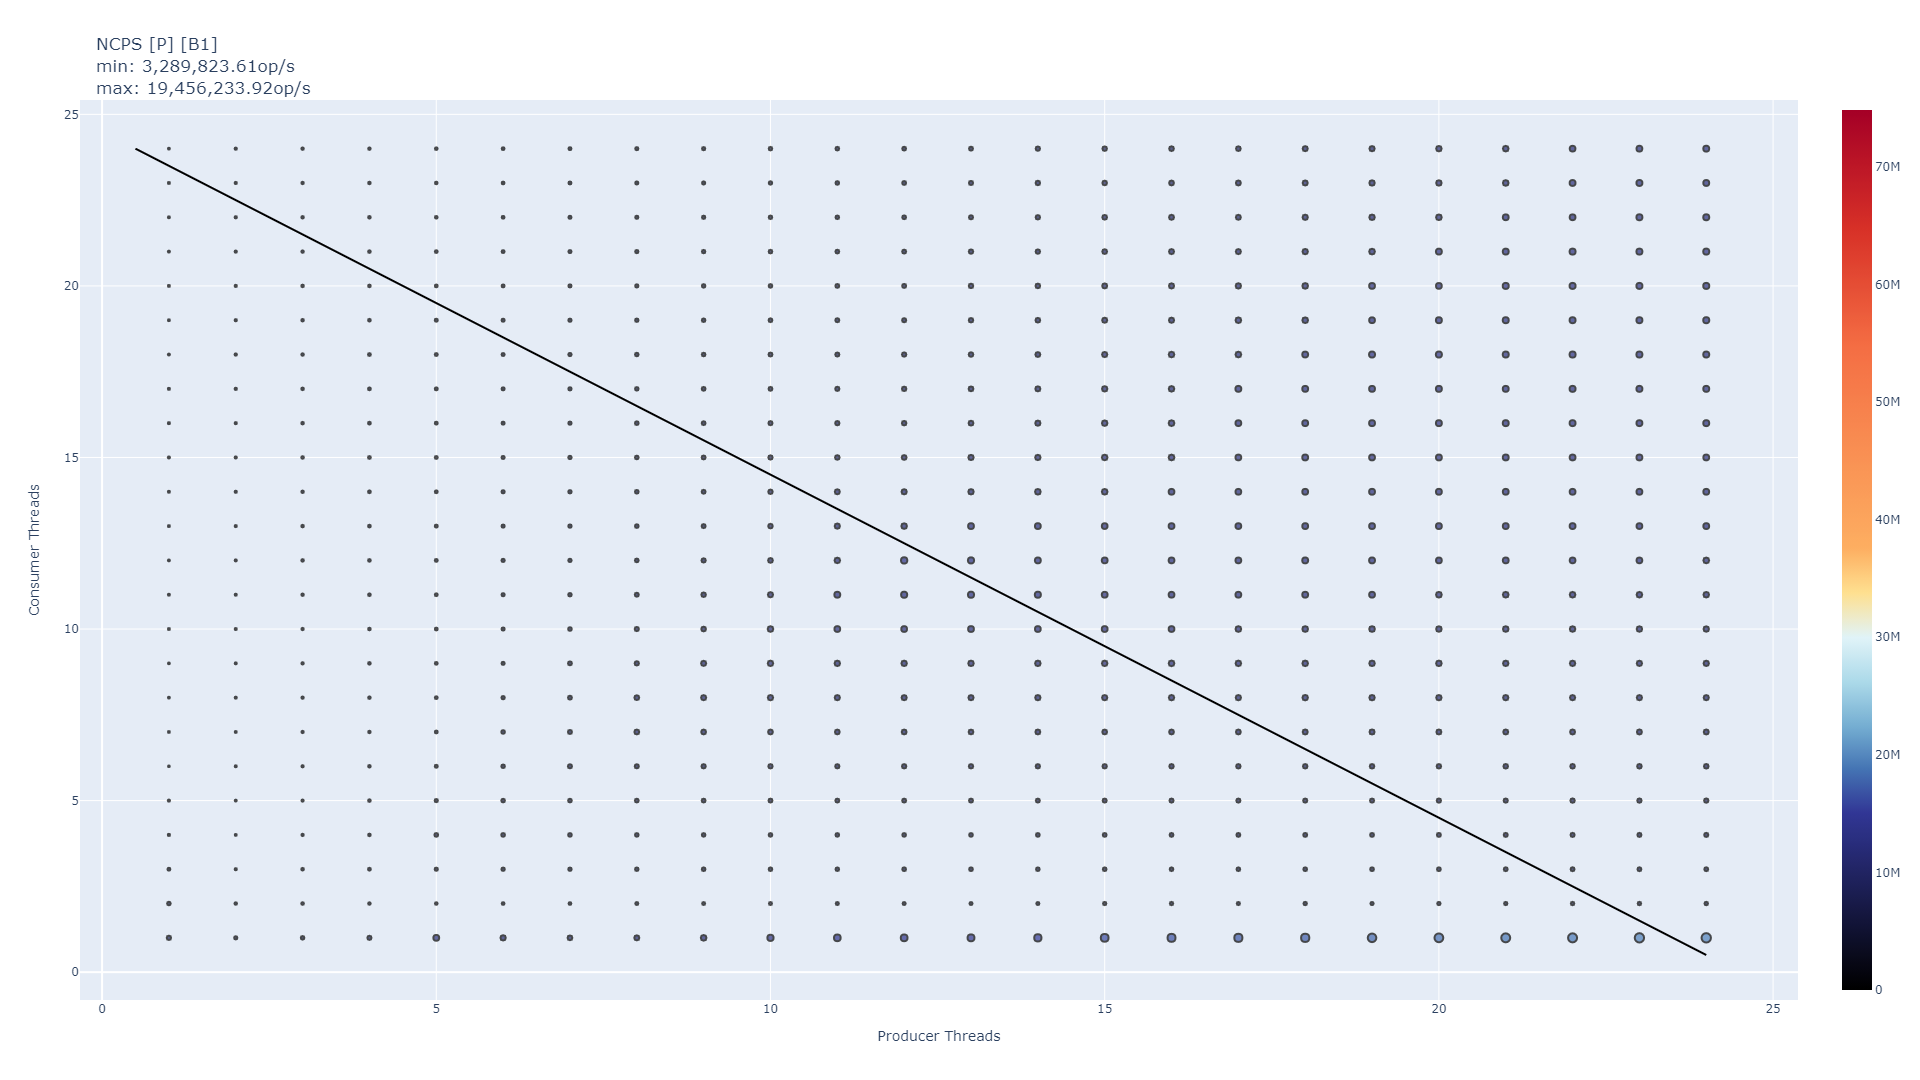 NCPS [P] [B1]
min: 3,289,823.61op/s
max: 19,456,233.92op/s
25
20
15
10
5
0
Consumer Threads
0
5
10
15
20
25
Producer Threads
70M
60M
50M
40M
30M
20M
10M
0